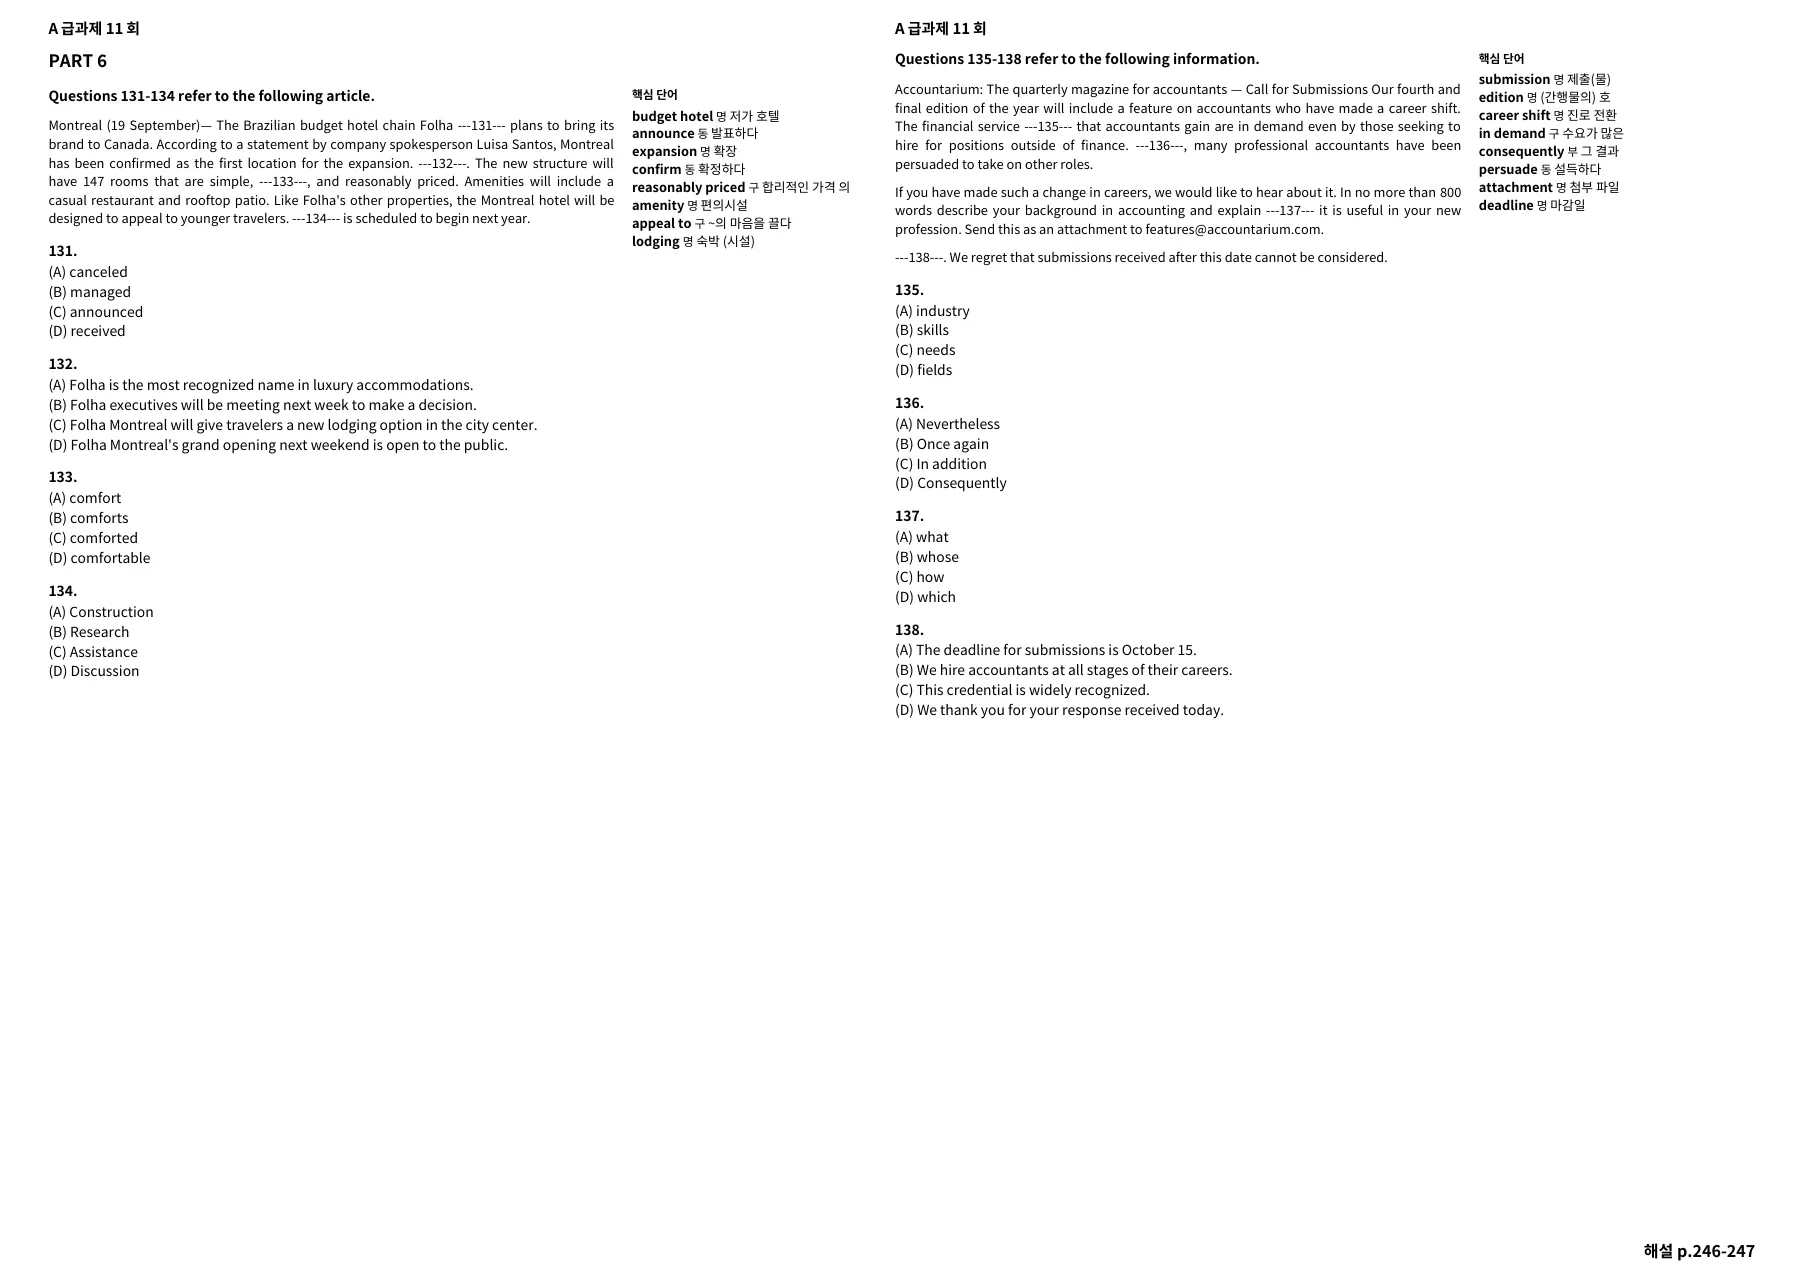 A 급과제 11 회
PART 6
Questions 131-134 refer to the following article.
Montreal (19 September)— The Brazilian budget hotel chain Folha ---131--- plans to bring its
brand to Canada. According to a statement by company spokesperson Luisa Santos, Montreal
has been confirmed as the first location for the expansion. ---132---. The new structure will
have 147 rooms that are simple, ---133---, and reasonably priced. Amenities will include a
casual restaurant and rooftop patio. Like Folha's other properties, the Montreal hotel will be
designed to appeal to younger travelers. ---134--- is scheduled to begin next year.
131.
(A) canceled
(B) managed
(C) announced
(D) received
132.
(A) Folha is the most recognized name in luxury accommodations.
(B) Folha executives will be meeting next week to make a decision.
(C) Folha Montreal will give travelers a new lodging option in the city center.
(D) Folha Montreal's grand opening next weekend is open to the public.
133.
(A) comfort
(B) comforts
(C) comforted
(D) comfortable
134.
(A) Construction
(B) Research
(C) Assistance
(D) Discussion
핵심 단어
budget hotel 명 저가 호텔
announce 동 발표하다
expansion 명 확장
confirm 동 확정하다
reasonably priced 구 합리적인 가격 의
amenity 명 편의시설
appeal to 구 ~의 마음을 끌다
lodging 명 숙박 (시설)
A 급과제 11 회
Questions 135-138 refer to the following information.
Accountarium: The quarterly magazine for accountants — Call for Submissions Our fourth and
final edition of the year will include a feature on accountants who have made a career shift.
The financial service ---135--- that accountants gain are in demand even by those seeking to
hire for positions outside of finance. ---136---, many professional accountants have been
persuaded to take on other roles.
If you have made such a change in careers, we would like to hear about it. In no more than 800
words describe your background in accounting and explain ---137--- it is useful in your new
profession. Send this as an attachment to features@accountarium.com.
---138---. We regret that submissions received after this date cannot be considered.
135.
(A) industry
(B) skills
(C) needs
(D) fields
136.
(A) Nevertheless
(B) Once again
(C) In addition
(D) Consequently
137.
(A) what
(B) whose
(C) how
(D) which
138.
(A) The deadline for submissions is October 15.
(B) We hire accountants at all stages of their careers.
(C) This credential is widely recognized.
(D) We thank you for your response received today.
핵심 단어
submission 명 제출(물)
edition 명 (간행물의) 호
career shift 명 진로 전환
in demand 구 수요가 많은
consequently 부 그 결과
persuade 동 설득하다
attachment 명 첨부 파일
deadline 명 마감일
해설 p.246-247